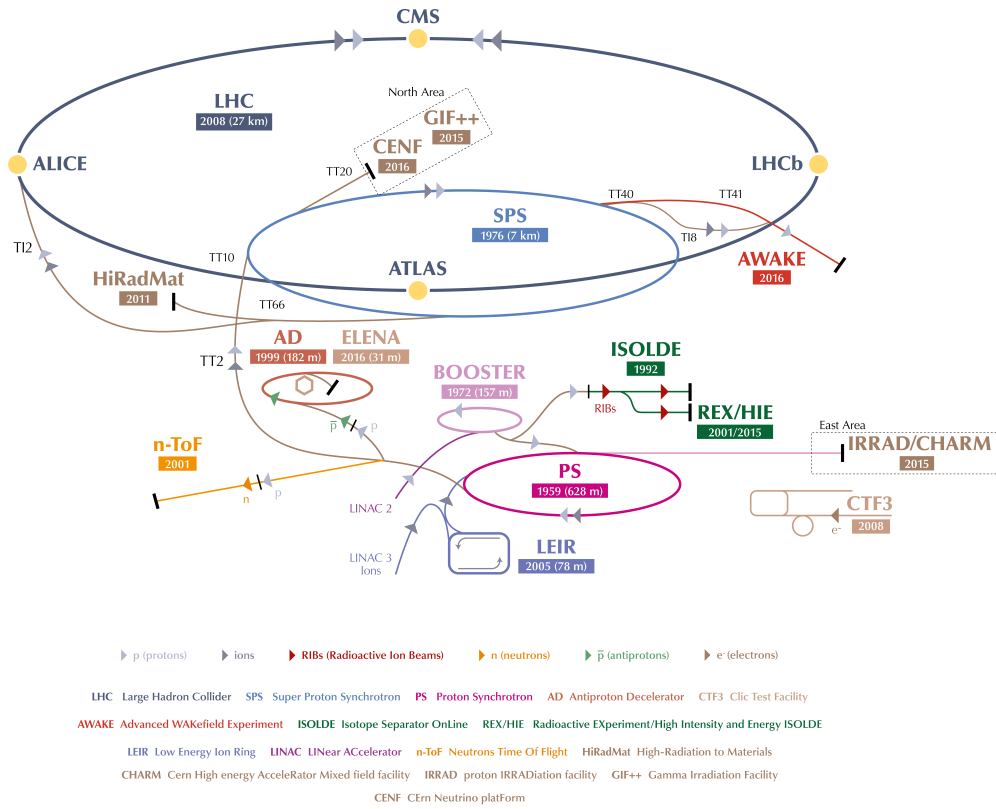 CMS
North Area
LHC
2008 (27 km)
GIF++
2015
CENF
2016
ALICE
LHCb
TT20
TT40
TT41
SPS
1976 (7 km)
TI8
TI2
TT10
AWAKE
2016
ATLAS
HiRadMat
2011
TT66
AD
1999 (182 m)
ELENA
2016 (31 m)
TT2
BOOSTER
1972 (157 m)
ISOLDE
1992
RIBs
REX/HIE
2001/2015
p̅
p
East Area
IRRAD/CHARM
2015
n-ToF
2001
n
p
PS
1959 (628 m)
LINAC 2
CTF3
2008
e-
LEIR
2005 (78 m)
LINAC 3
Ions
p (protons)
ions
RIBs (Radioactive Ion Beams)
n (neutrons)
p̅ (antiprotons)
e- (electrons)
LHC Large Hadron Collider SPS Super Proton Synchrotron PS Proton Synchrotron AD Antiproton Decelerator CTF3 Clic Test Facility
AWAKE Advanced WAKefield Experiment ISOLDE Isotope Separator OnLine REX/HIE Radioactive EXperiment/High Intensity and Energy ISOLDE
LEIR Low Energy Ion Ring LINAC LINear ACcelerator n-ToF Neutrons Time Of Flight HiRadMat High-Radiation to Materials
CHARM Cern High energy AcceleRator Mixed field facility IRRAD proton IRRADiation facility GIF++ Gamma Irradiation Facility
CENF CErn Neutrino platForm